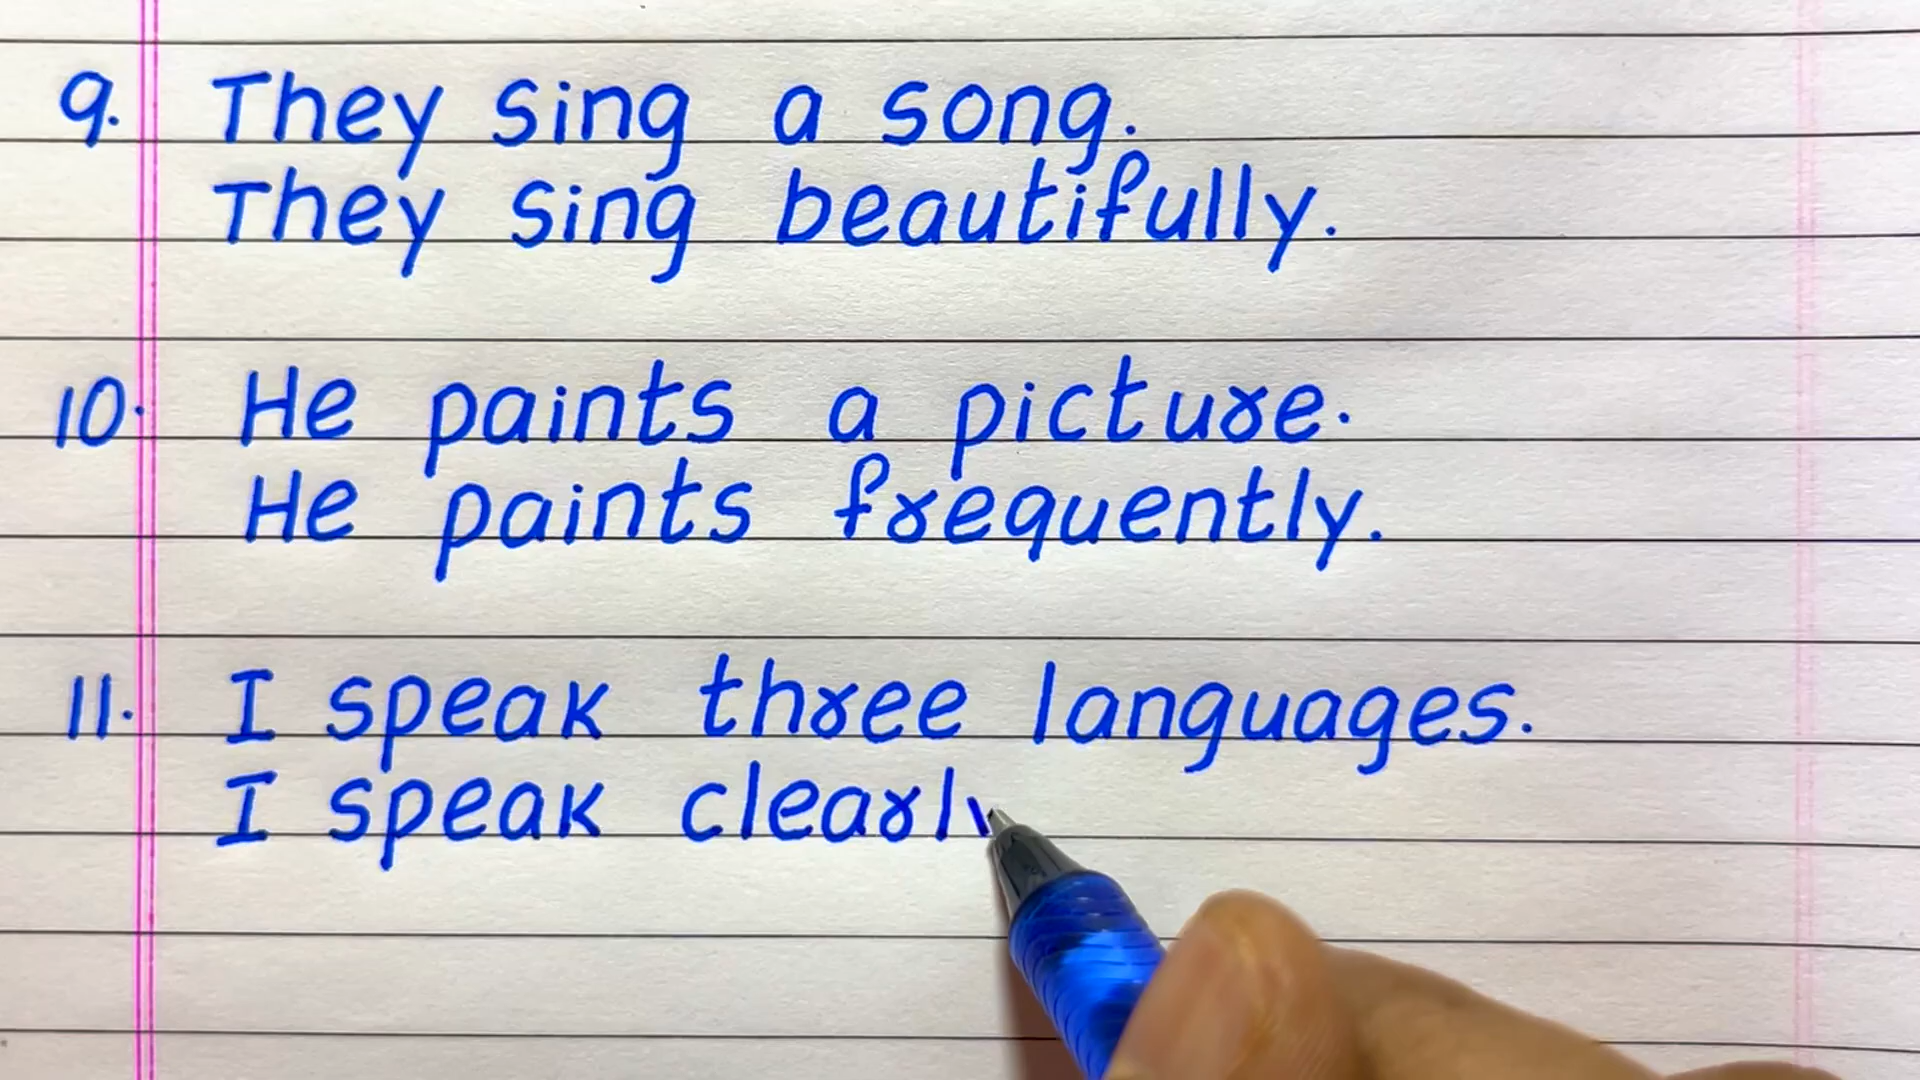 9. They sing a song.
They sing beautifully.
10. He paints a picture.
He paints frequently.
11. I speak three languages.
I speak clearl